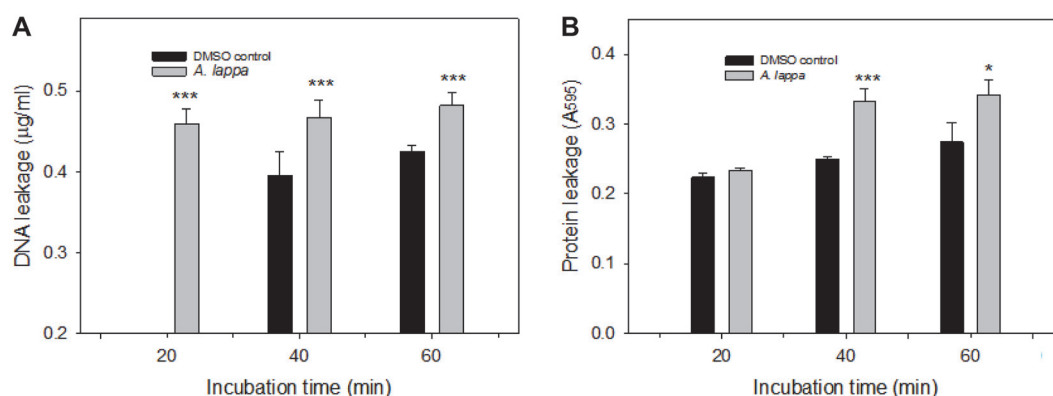 A
DMSO control
A. lappa
DNA leakage (µg/ml)
0.5
0.4
0.3
0.2
***
***
***
20
40
60
Incubation time (min)
B
DMSO control
A. lappa
Protein leakage (A595)
0.4
0.3
0.2
0.1
0.0
***
*
20
40
60
Incubation time (min)